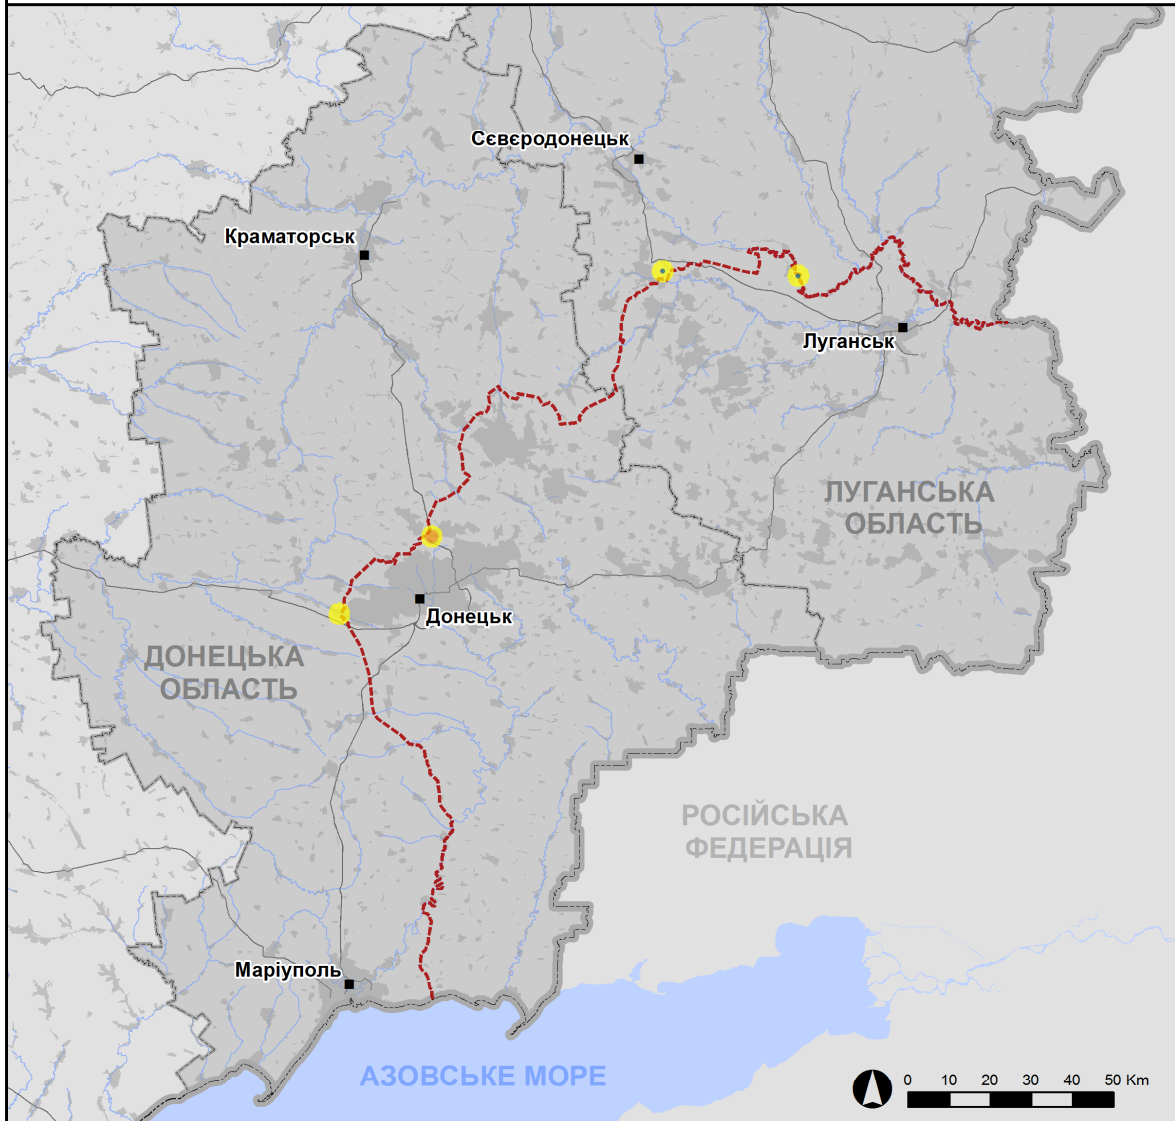 Сєвєродонецьк
Краматорськ
Луганськ
ЛУГАНСЬКА
ОБЛАСТЬ
Донецьк
ДОНЕЦЬКА
ОБЛАСТЬ
РОСІЙСЬКА
ФЕДЕРАЦІЯ
Маріуполь
АЗОВСЬКЕ МОРЕ
0 10 20 30 40 50 Km